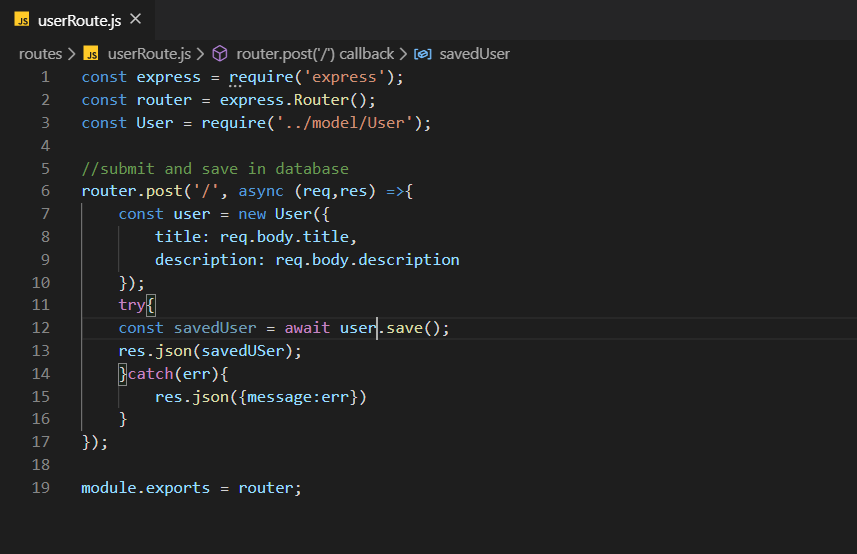 JS userRoute.js ×
routes > JS userRoute.js > router.post('/') callback > savedUser
1 const express = require('express');
2 const router = express.Router();
3 const User = require('../model/User');
4
5 //submit and save in database
6 router.post('/', async (req,res) =>{
7     const user = new User({
8         title: req.body.title,
9         description: req.body.description
10     });
11     try{
12     const savedUser = await user.save();
13     res.json(savedUSer);
14     }catch(err){
15         res.json({message:err})
16     }
17 });
18
19 module.exports = router;